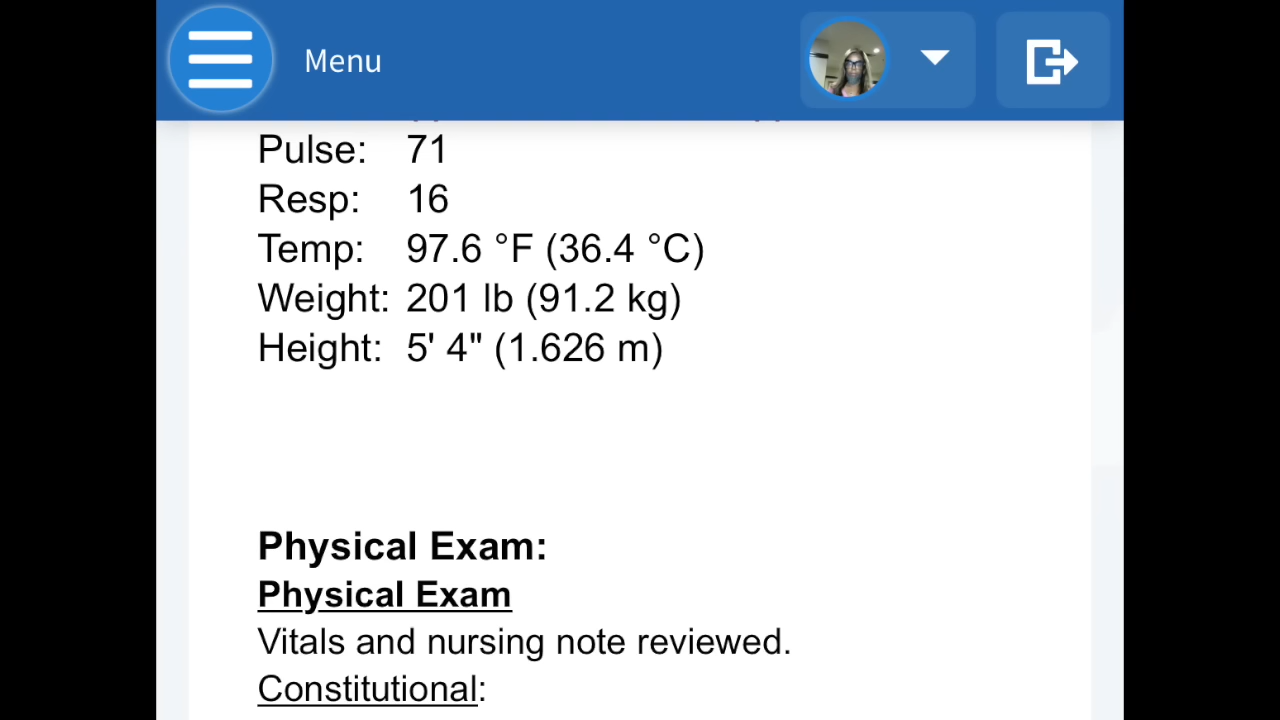 Menu
Pulse: 71
Resp: 16
Temp: 97.6 °F (36.4 °C)
Weight: 201 lb (91.2 kg)
Height: 5' 4" (1.626 m)
Physical Exam:
Physical Exam
Vitals and nursing note reviewed.
Constitutional: